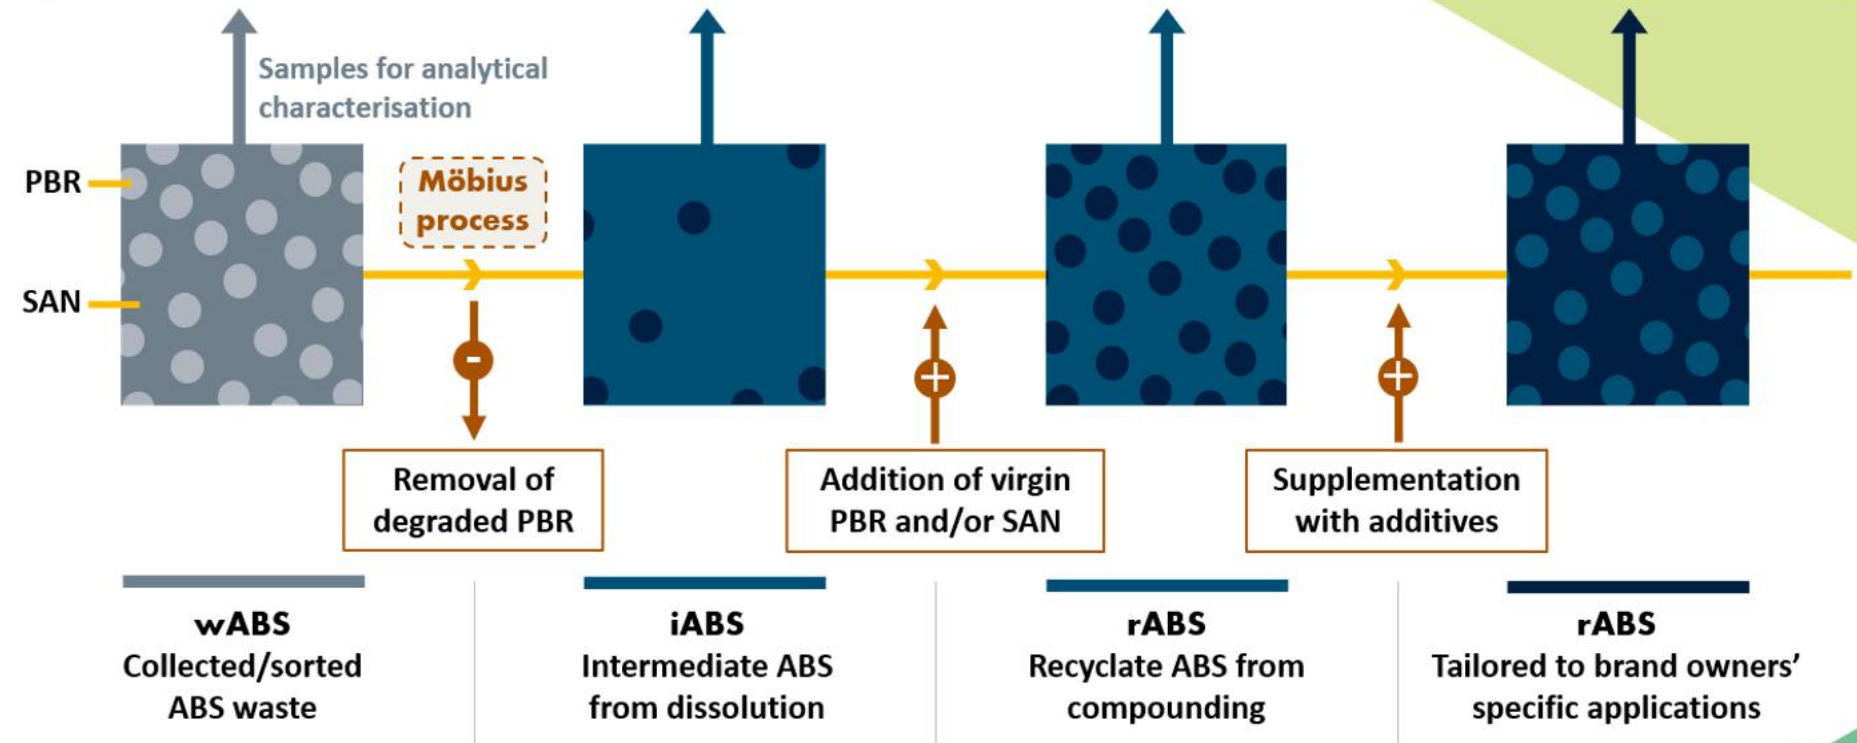 Samples for analytical
characterisation
PBR
SAN
Möbius
process
-
+
+
Removal of
degraded PBR
Addition of virgin
PBR and/or SAN
Supplementation
with additives
wABS
Collected/sorted
ABS waste
iABS
Intermediate ABS
from dissolution
rABS
Recyclate ABS from
compounding
rABS
Tailored to brand owners’
specific applications